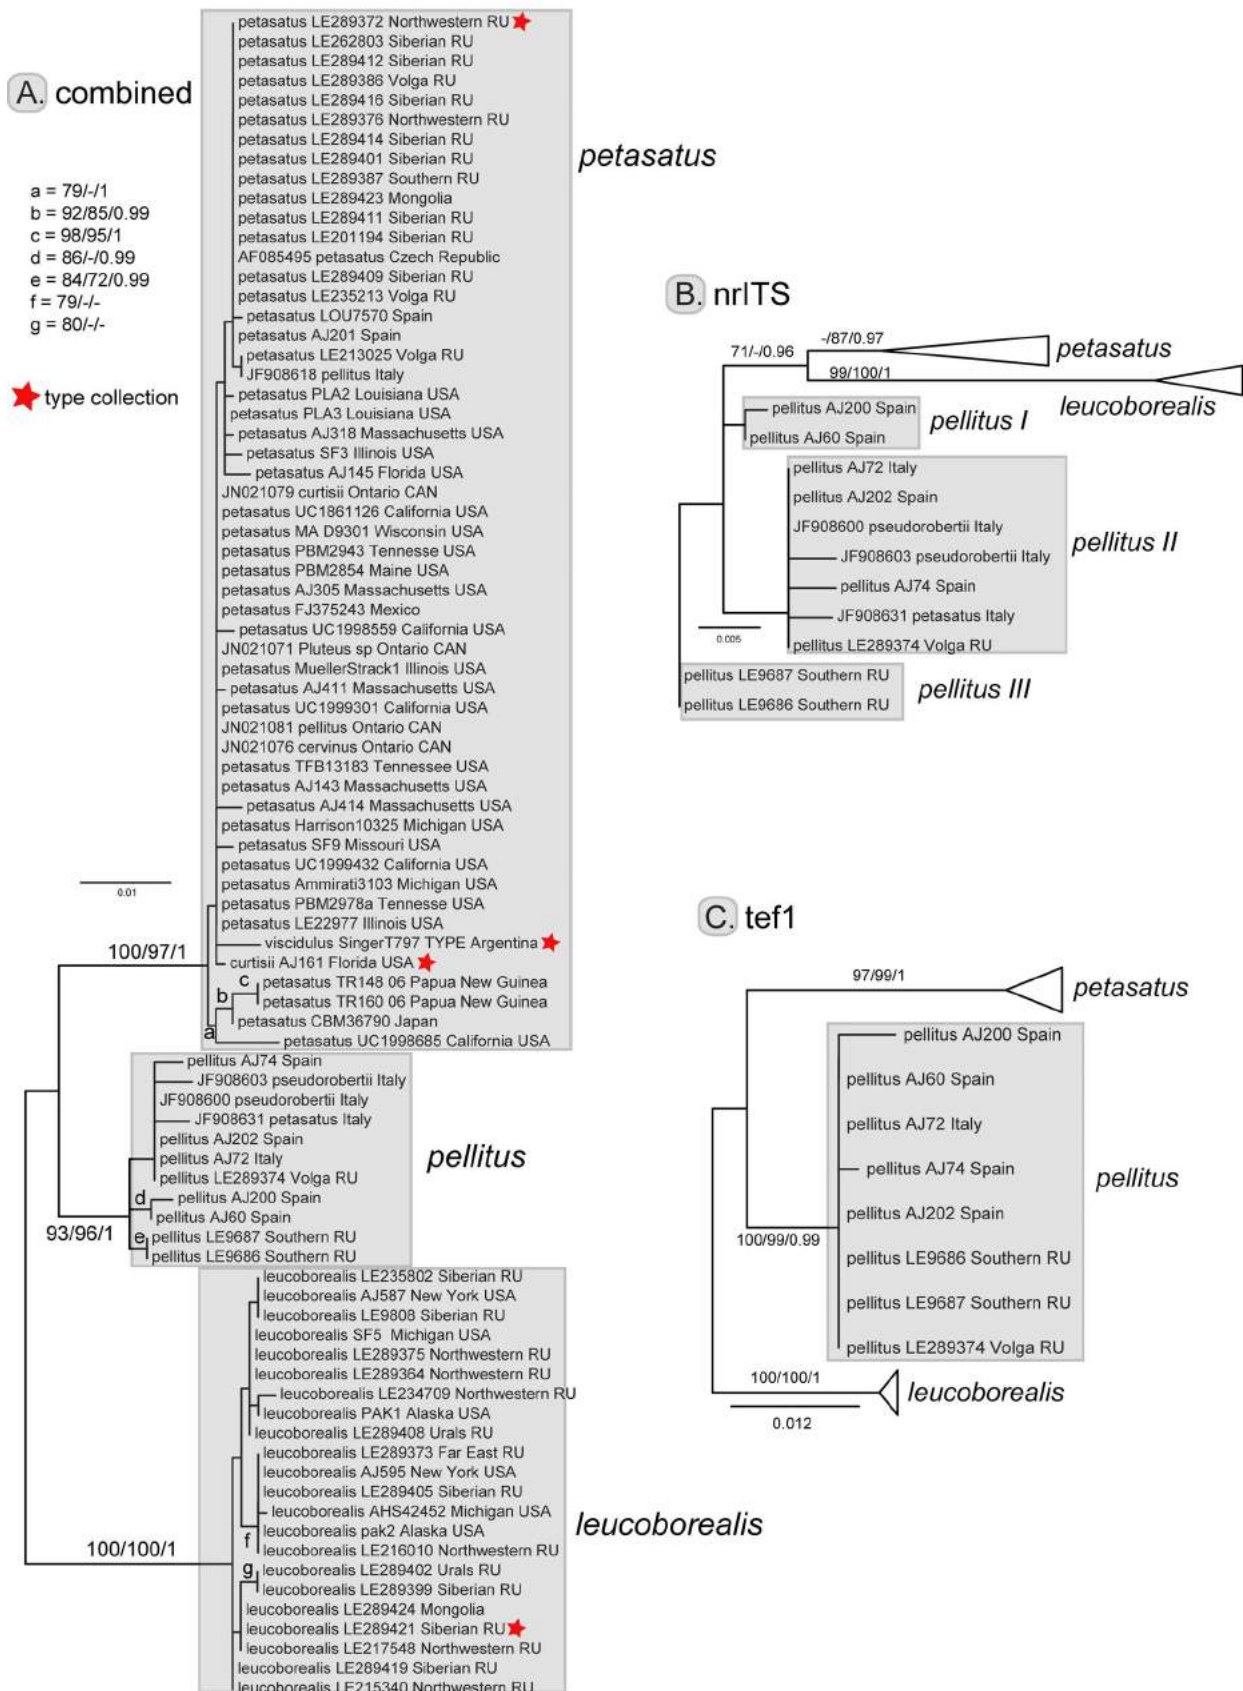 A. combined
a = 79/-/1
b = 92/85/0.99
c = 98/95/1
d = 86/-/0.99
e = 84/72/0.99
f = 79/-/-
g = 80/-/-
type collection
petasatus LE289372 Northwestern RU
petasatus LE262803 Siberian RU
petasatus LE289412 Siberian RU
petasatus LE289386 Volga RU
petasatus LE289416 Siberian RU
petasatus LE289376 Northwestern RU
petasatus LE289414 Siberian RU
petasatus LE289401 Siberian RU
petasatus LE289387 Southern RU
petasatus LE289423 Mongolia
petasatus LE289411 Siberian RU
petasatus LE201194 Siberian RU
AF085495 petasatus Czech Republic
petasatus LE289409 Siberian RU
petasatus LE235213 Volga RU
petasatus LOU7570 Spain
petasatus AJ201 Spain
petasatus LE213025 Volga RU
JF908618 pellitus Italy
petasatus PLA2 Louisiana USA
petasatus PLA3 Louisiana USA
petasatus AJ318 Massachusetts USA
petasatus SF3 Illinois USA
petasatus AJ145 Florida USA
JN021079 curtisii Ontario CAN
petasatus UC1861126 California USA
petasatus MA D9301 Wisconsin USA
petasatus PBM2943 Tennesse USA
petasatus PBM2854 Maine USA
petasatus AJ305 Massachusetts USA
petasatus FJ375243 Mexico
petasatus UC1998559 California USA
JN021071 Pluteus sp Ontario CAN
petasatus MuellerStrack1 Illinois USA
petasatus AJ411 Massachusetts USA
petasatus UC1999301 California USA
JN021081 pellitus Ontario CAN
JN021076 cervinus Ontario CAN
petasatus TFB13183 Tennessee USA
petasatus AJ143 Massachusetts USA
petasatus AJ414 Massachusetts USA
petasatus Harrison10325 Michigan USA
petasatus SF9 Missouri USA
petasatus UC1999432 California USA
petasatus Ammirati3103 Michigan USA
petasatus PBM2978a Tennesse USA
petasatus LE22977 Illinois USA
viscidulus SingerT797 TYPE Argentina
curtisii AJ161 Florida USA
petasatus TR148 06 Papua New Guinea
petasatus TR160 06 Papua New Guinea
petasatus CBM36790 Japan
petasatus UC1998685 California USA
petasatus
0.01
100/97/1
a
b
c
pellitus AJ74 Spain
JF908603 pseudorobertii Italy
JF908600 pseudorobertii Italy
JF908631 petasatus Italy
pellitus AJ202 Spain
pellitus AJ72 Italy
pellitus LE289374 Volga RU
pellitus AJ200 Spain
pellitus AJ60 Spain
pellitus LE9687 Southern RU
pellitus LE9686 Southern RU
pellitus
d
e
93/96/1
leucoborealis LE235802 Siberian RU
leucoborealis AJ587 New York USA
leucoborealis LE9808 Siberian RU
leucoborealis SF5 Michigan USA
leucoborealis LE289375 Northwestern RU
leucoborealis LE289364 Northwestern RU
leucoborealis LE234709 Northwestern RU
leucoborealis PAK1 Alaska USA
leucoborealis LE289408 Urals RU
leucoborealis LE289373 Far East RU
leucoborealis AJ595 New York USA
leucoborealis LE289405 Siberian RU
leucoborealis AHS42452 Michigan USA
leucoborealis pak2 Alaska USA
leucoborealis LE216010 Northwestern RU
leucoborealis LE289402 Urals RU
leucoborealis LE289399 Siberian RU
leucoborealis LE289424 Mongolia
leucoborealis LE289421 Siberian RU
leucoborealis LE217548 Northwestern RU
leucoborealis LE289419 Siberian RU
leucoborealis LE215340 Northwestern RU
leucoborealis
f
g
100/100/1
B. nrITS
-/87/0.97
71/-/0.96
petasatus
99/100/1
leucoborealis
pellitus AJ200 Spain
pellitus AJ60 Spain
pellitus I
pellitus AJ72 Italy
pellitus AJ202 Spain
JF908600 pseudorobertii Italy
JF908603 pseudorobertii Italy
pellitus AJ74 Spain
JF908631 petasatus Italy
pellitus LE289374 Volga RU
pellitus II
0.005
pellitus LE9687 Southern RU
pellitus LE9686 Southern RU
pellitus III
C. tef1
97/99/1
petasatus
pellitus AJ200 Spain
pellitus AJ60 Spain
pellitus AJ72 Italy
pellitus AJ74 Spain
pellitus AJ202 Spain
pellitus LE9686 Southern RU
pellitus LE9687 Southern RU
pellitus LE289374 Volga RU
pellitus
100/99/0.99
100/100/1
leucoborealis
0.012